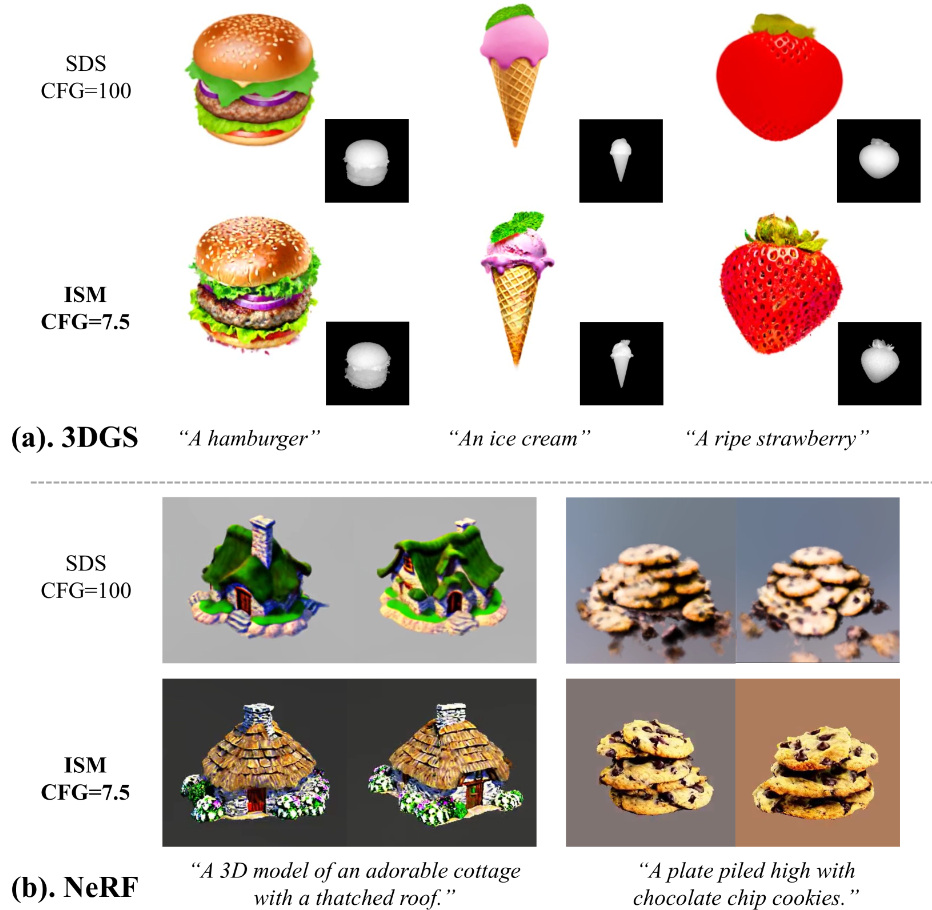 SDS
CFG=100
ISM
CFG=7.5
(a). 3DGS
“A hamburger”
“An ice cream”
“A ripe strawberry”
SDS
CFG=100
ISM
CFG=7.5
(b). NeRF
“A 3D model of an adorable cottage
with a thatched roof.”
“A plate piled high with
chocolate chip cookies.”